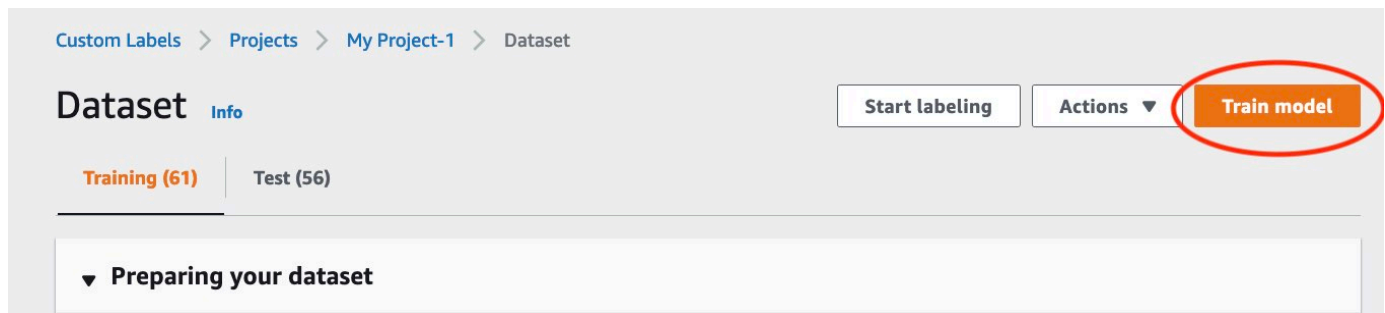 Custom Labels > Projects > My Project-1 > Dataset
Dataset Info
Start labeling Actions ▼ Train model
Training (61) Test (56)
▼ Preparing your dataset